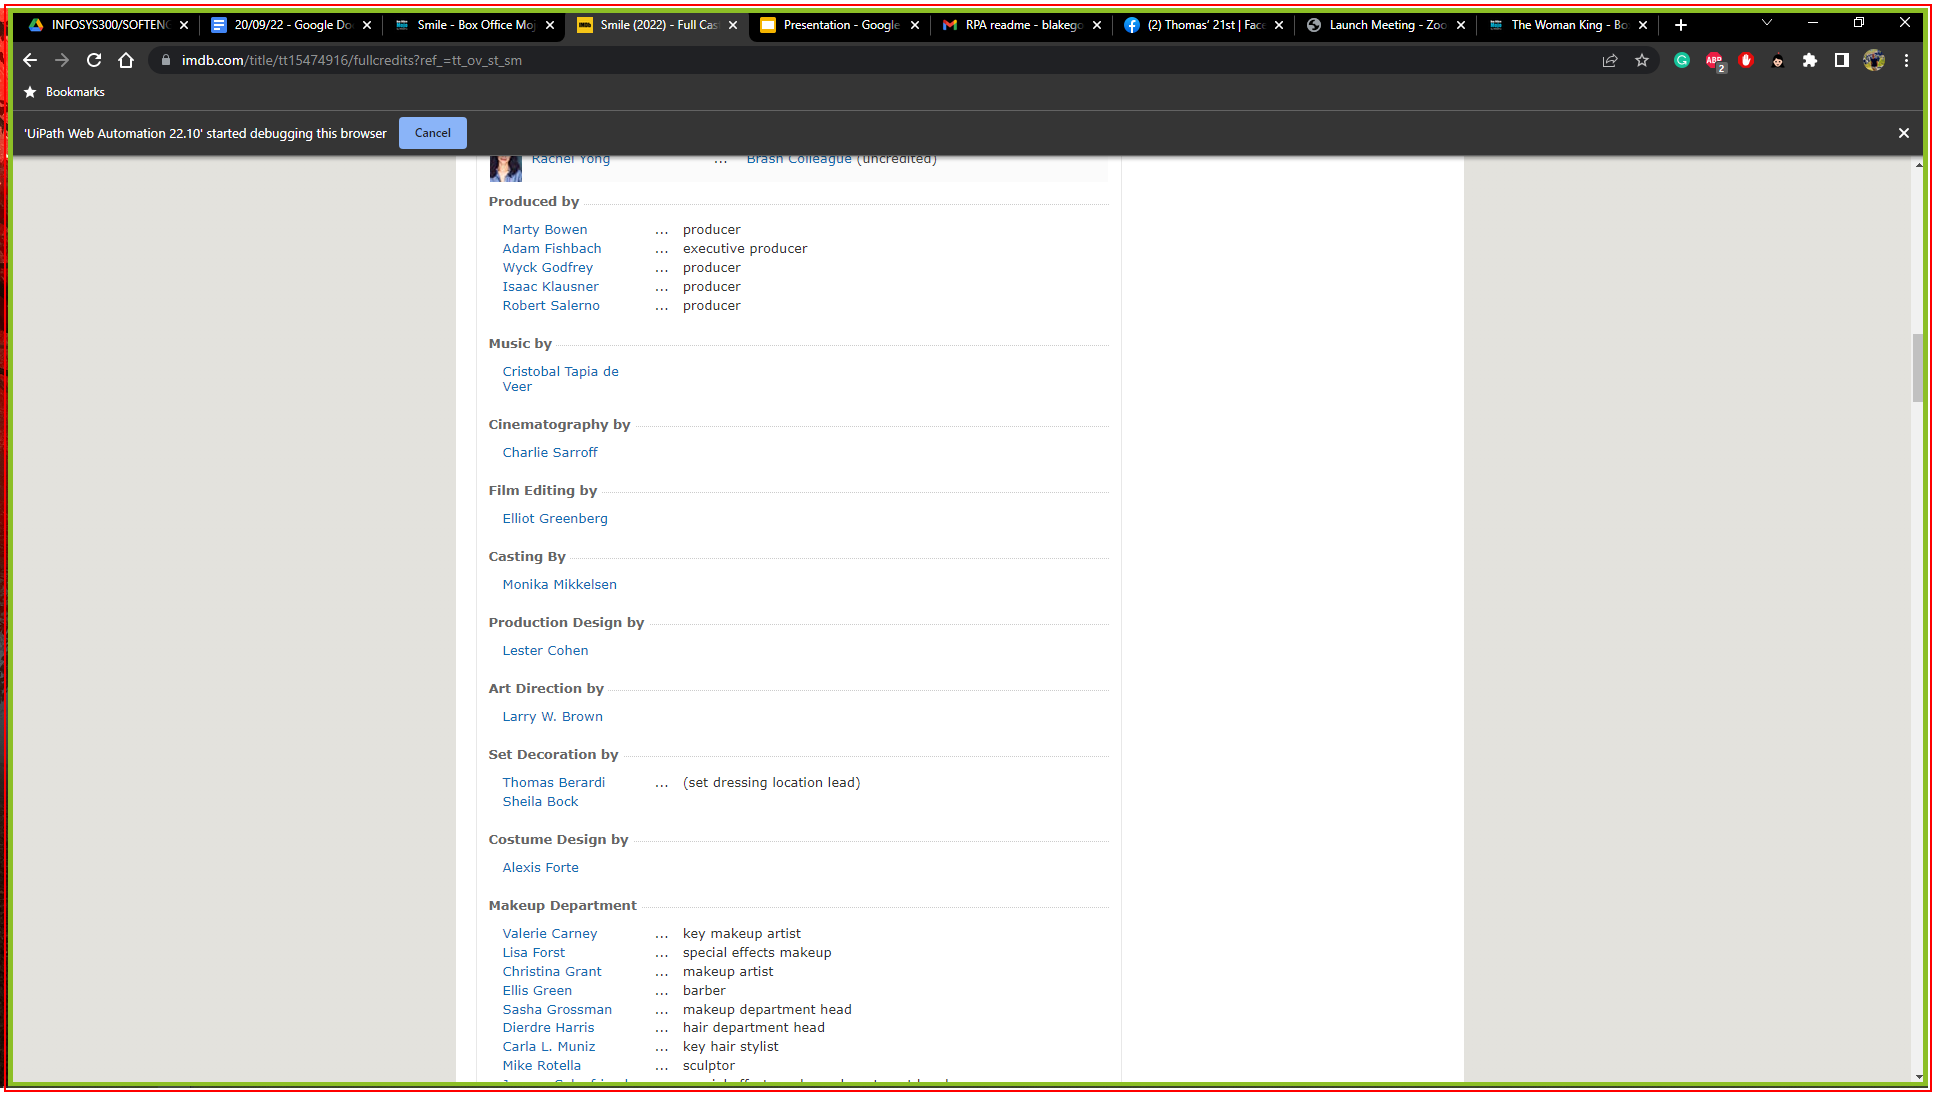 INFOSYS300/SOFTENG 20/09/22 - Google Do Smile - Box Office Moj Smile (2022) - Full Cas Presentation - Google RPA readme - blakego (2) Thomas' 21st | Face Launch Meeting - Zoo The Woman King - Bo
imdb.com/title/tt15474916/fullcredits?ref_=tt_ov_st_sm
ABP 2
Bookmarks
'UiPath Web Automation 22.10' started debugging this browser Cancel
Rachel Yong ... Brash Colleague (uncredited)
Produced by
Marty Bowen ... producer
Adam Fishbach ... executive producer
Wyck Godfrey ... producer
Isaac Klausner ... producer
Robert Salerno ... producer
Music by
Cristobal Tapia de
Veer
Cinematography by
Charlie Sarroff
Film Editing by
Elliot Greenberg
Casting By
Monika Mikkelsen
Production Design by
Lester Cohen
Art Direction by
Larry W. Brown
Set Decoration by
Thomas Berardi ... (set dressing location lead)
Sheila Bock
Costume Design by
Alexis Forte
Makeup Department
Valerie Carney ... key makeup artist
Lisa Forst ... special effects makeup
Christina Grant ... makeup artist
Ellis Green ... barber
Sasha Grossman ... makeup department head
Dierdre Harris ... hair department head
Carla L. Muniz ... key hair stylist
Mike Rotella ... sculptor